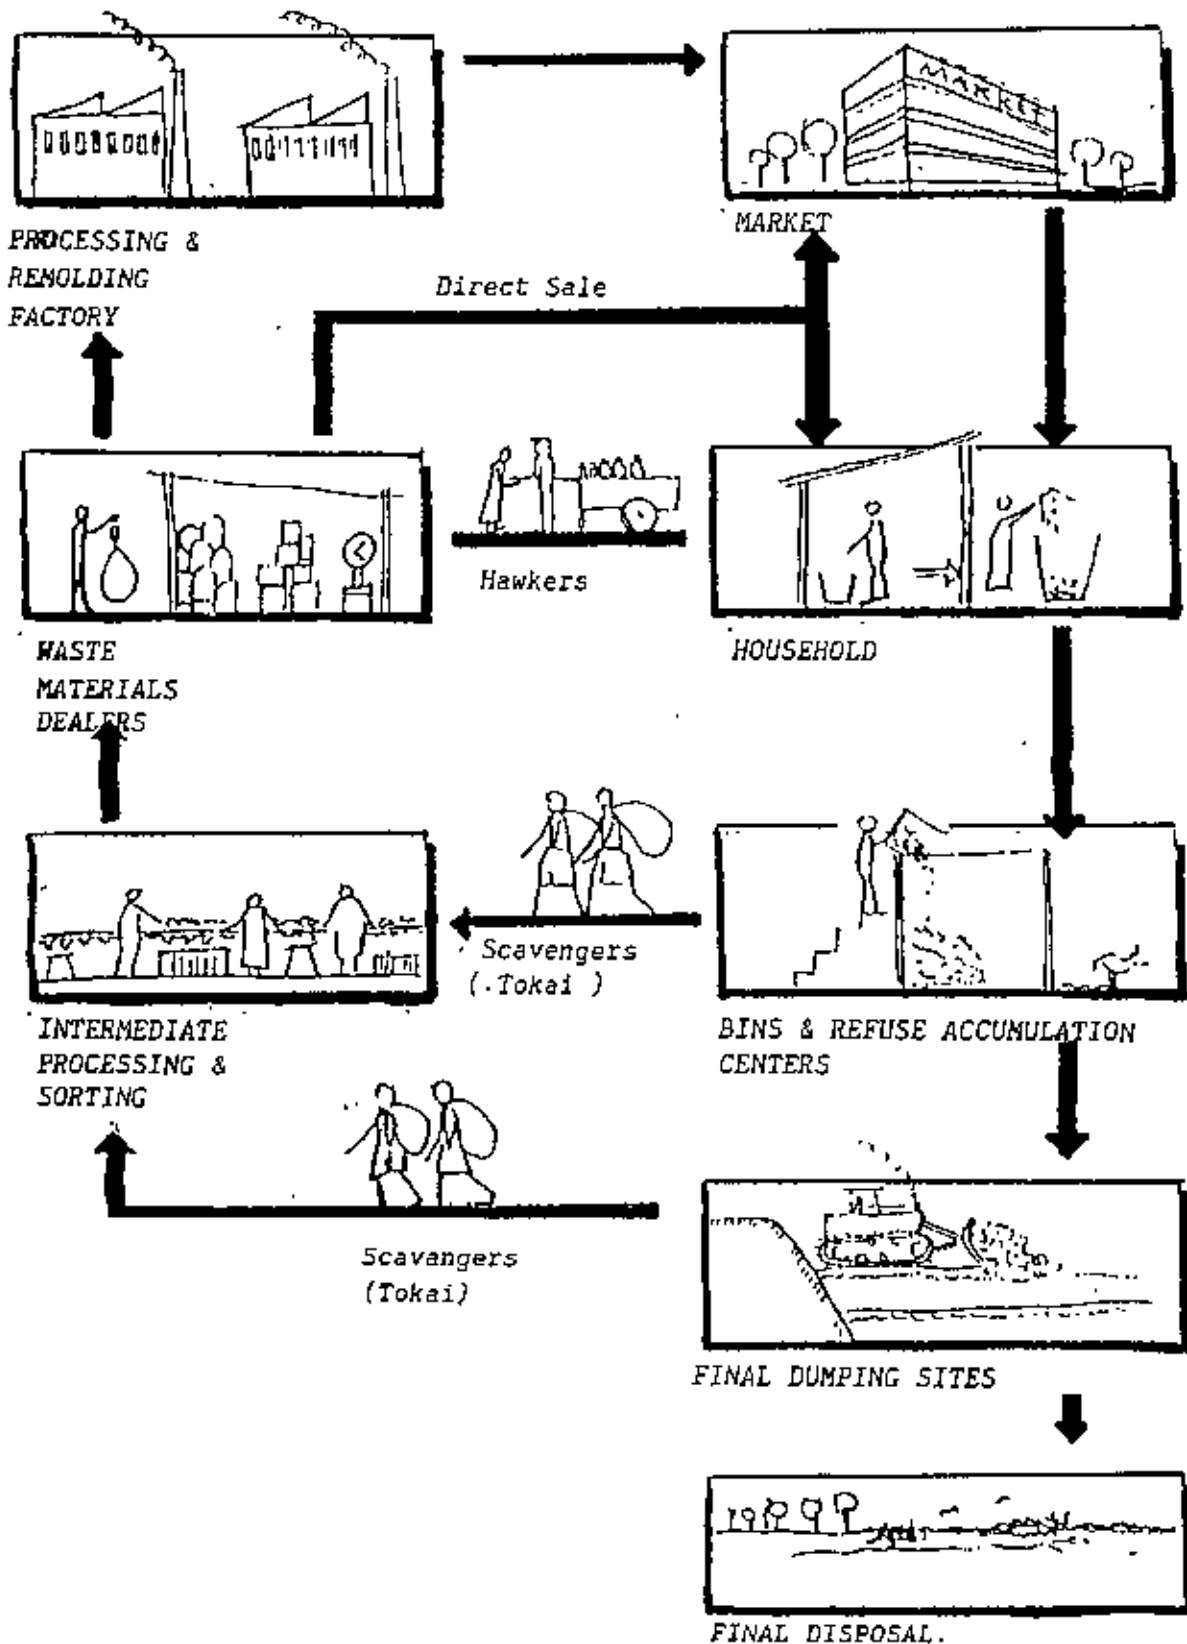 MARKET
PROCESSING &
REMOLDING
FACTORY
MARKET
Direct Sale
Hawkers
WASTE
MATERIALS
DEALERS
HOUSEHOLD
Scavengers
(.Tokai )
INTERMEDIATE
PROCESSING &
SORTING
BINS & REFUSE ACCUMULATION
CENTERS
Scavangers
(Tokai)
FINAL DUMPING SITES
FINAL DISPOSAL.